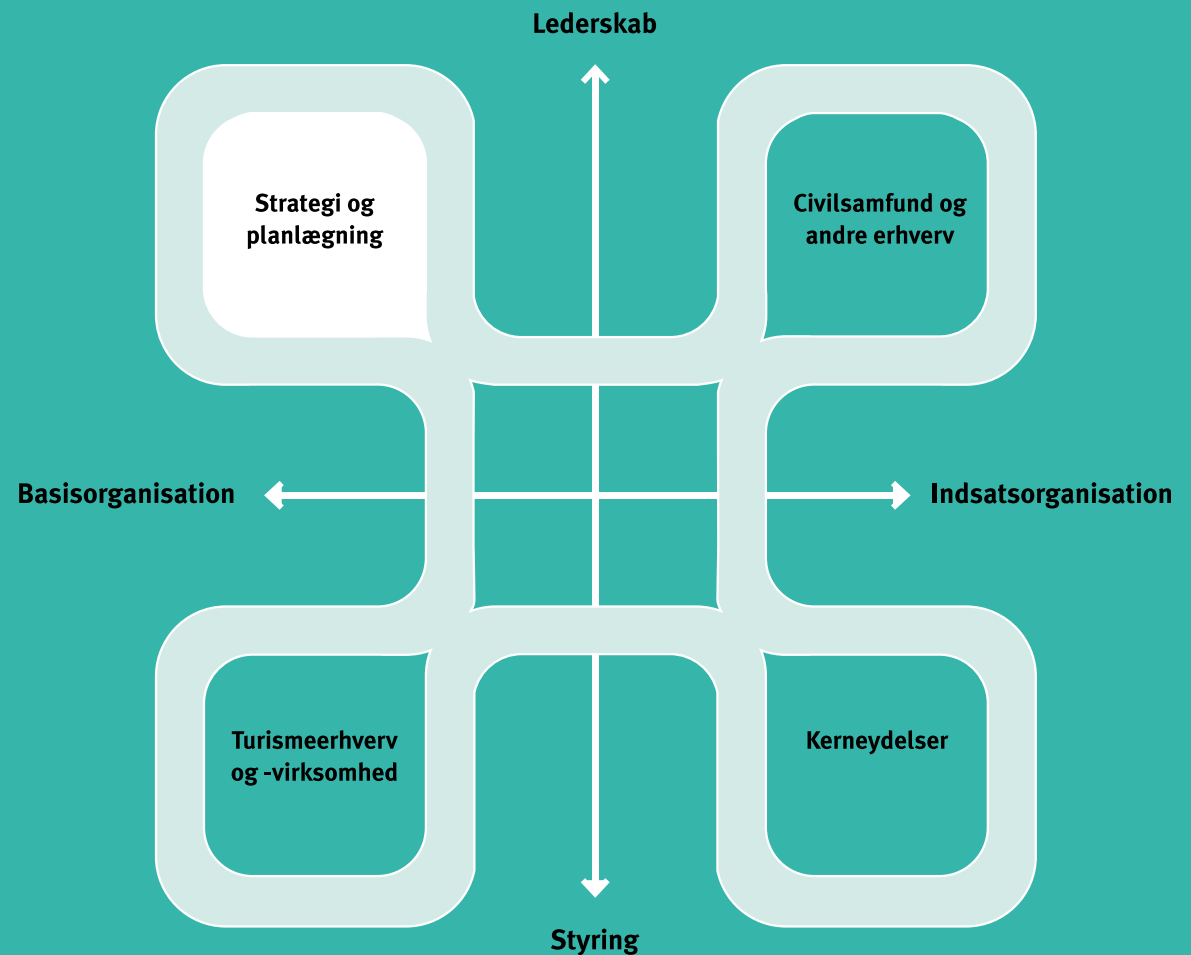 Lederskab
Strategi og
planlægning
Civilsamfund og
andre erhverv
Basisorganisation
Indsatsorganisation
Turismeerhverv
og -virksomhed
Kerneydelser
Styring